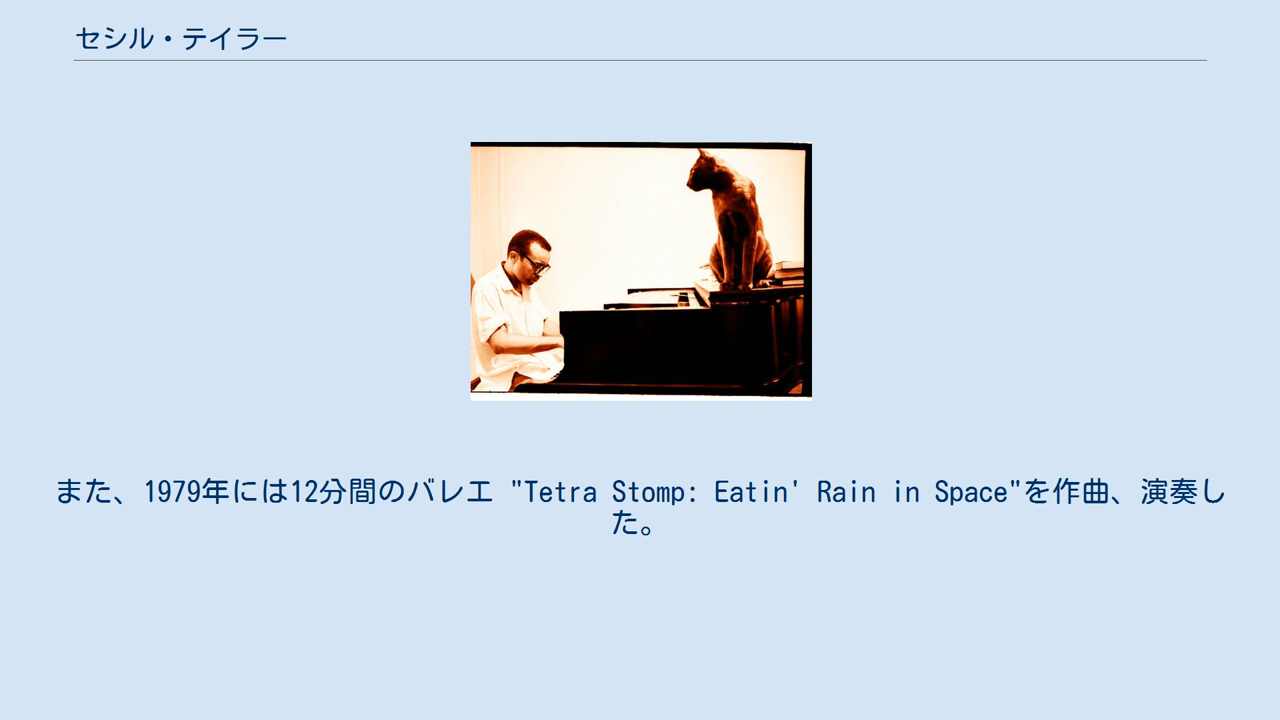 セシル・テイラー
また、1979年には12分間のバレエ "Tetra Stomp: Eatin' Rain in Space"を作曲、演奏し
た。